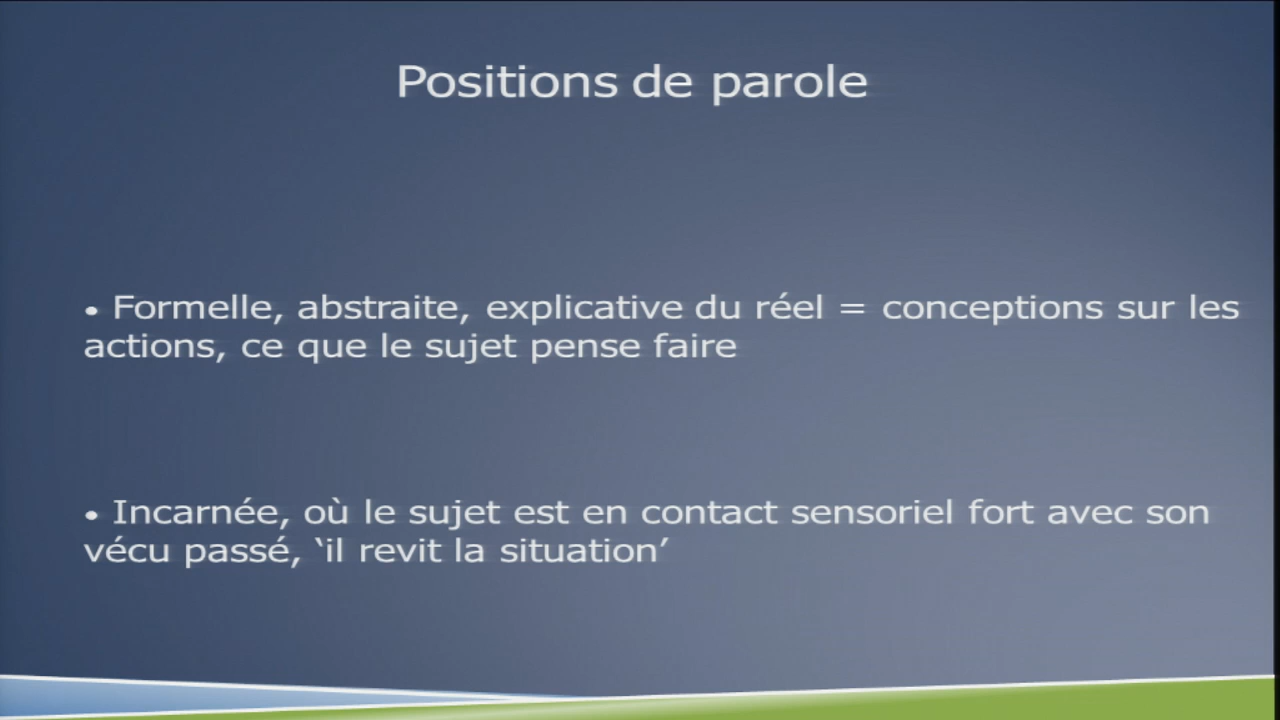 Positions de parole
• Formelle, abstraite, explicative du réel = conceptions sur les
actions, ce que le sujet pense faire
• Incarnée, où le sujet est en contact sensoriel fort avec son
vécu passé, ‘il revit la situation’